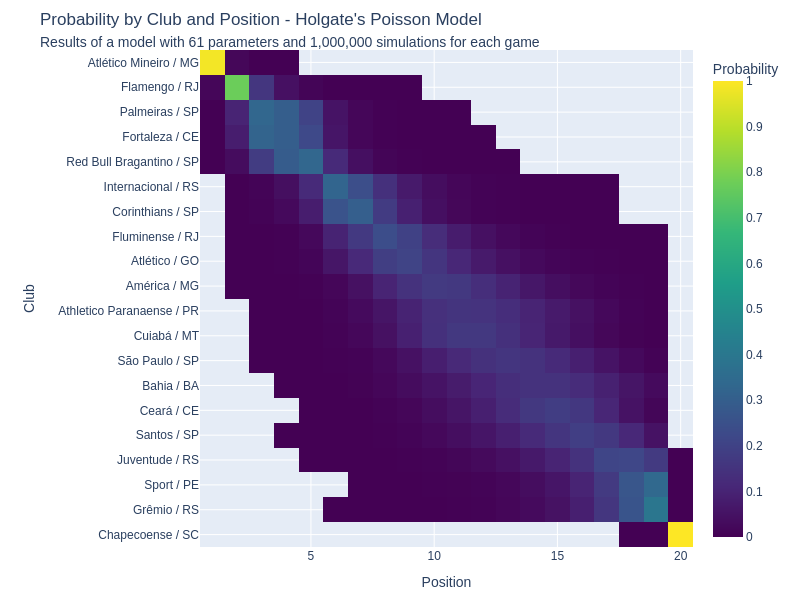 Probability by Club and Position - Holgate's Poisson Model
Results of a model with 61 parameters and 1,000,000 simulations for each game
Probability
Atlético Mineiro / MG
Flamengo / RJ
Palmeiras / SP
Fortaleza / CE
Red Bull Bragantino / SP
Internacional / RS
Corinthians / SP
Fluminense / RJ
Atlético / GO
América / MG
Athletico Paranaense / PR
Cuiabá / MT
São Paulo / SP
Bahia / BA
Ceará / CE
Santos / SP
Juventude / RS
Sport / PE
Grêmio / RS
Chapecoense / SC
Club
5
10
15
20
Position
1
0.9
0.8
0.7
0.6
0.5
0.4
0.3
0.2
0.1
0